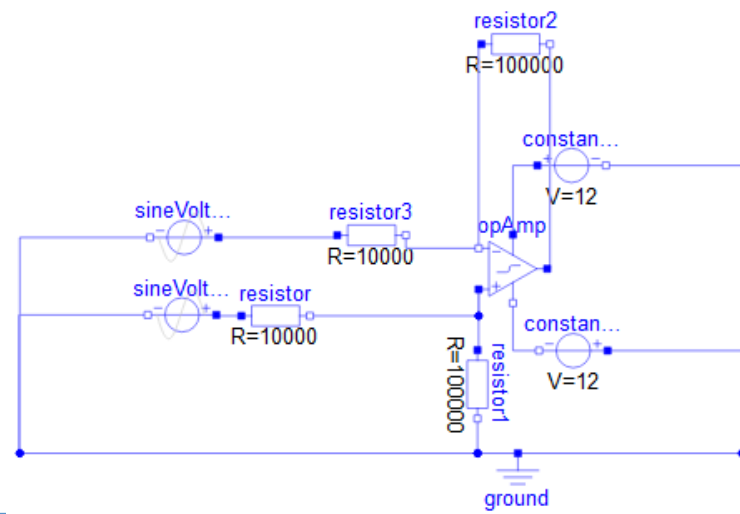 resistor2
R=100000
constan...
V=12
sineVolt...
resistor3
R=10000
opAmp
sineVolt...
resistor
R=10000
constan...
V=12
resistor1
R=100000
ground